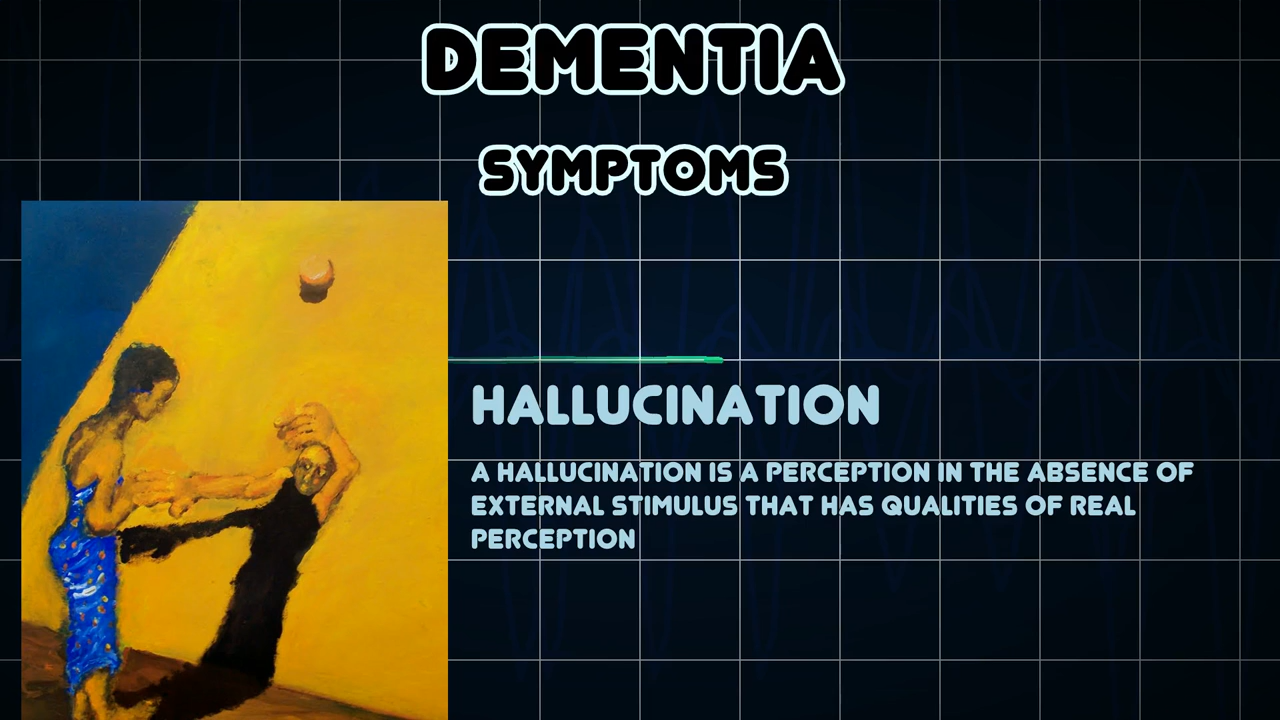 DEMENTIA
SYMPTOMS
HALLUCINATION
A HALLUCINATION IS A PERCEPTION IN THE ABSENCE OF
EXTERNAL STIMULUS THAT HAS QUALITIES OF REAL
PERCEPTION